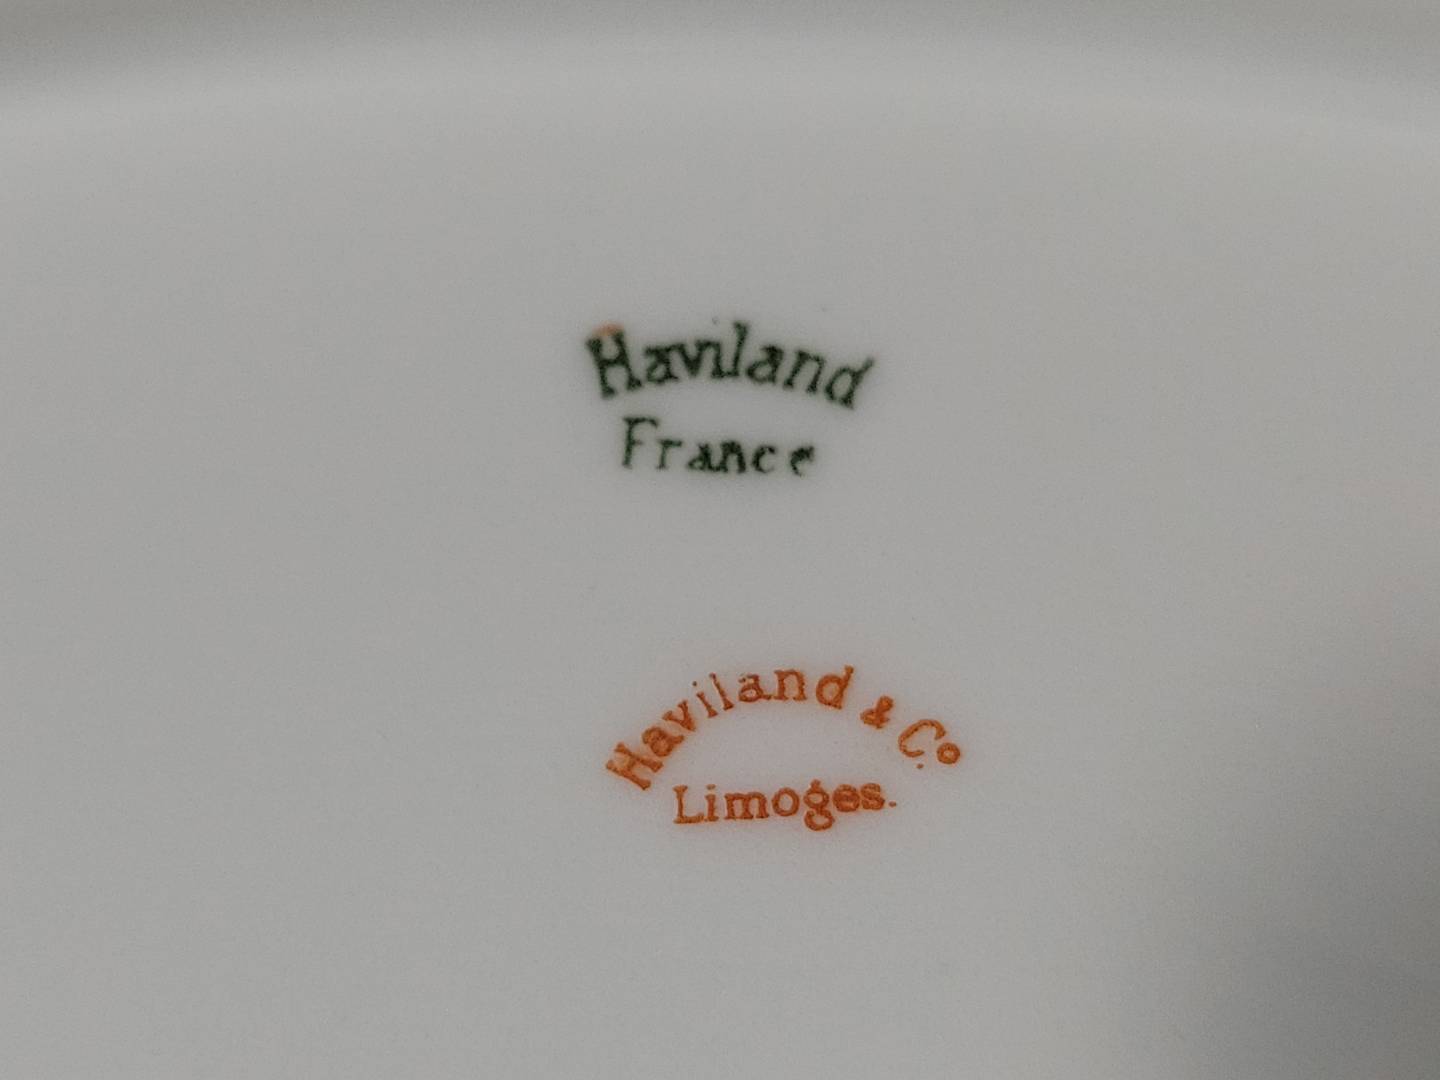 Haviland
France
Haviland & Co.
Limoges.